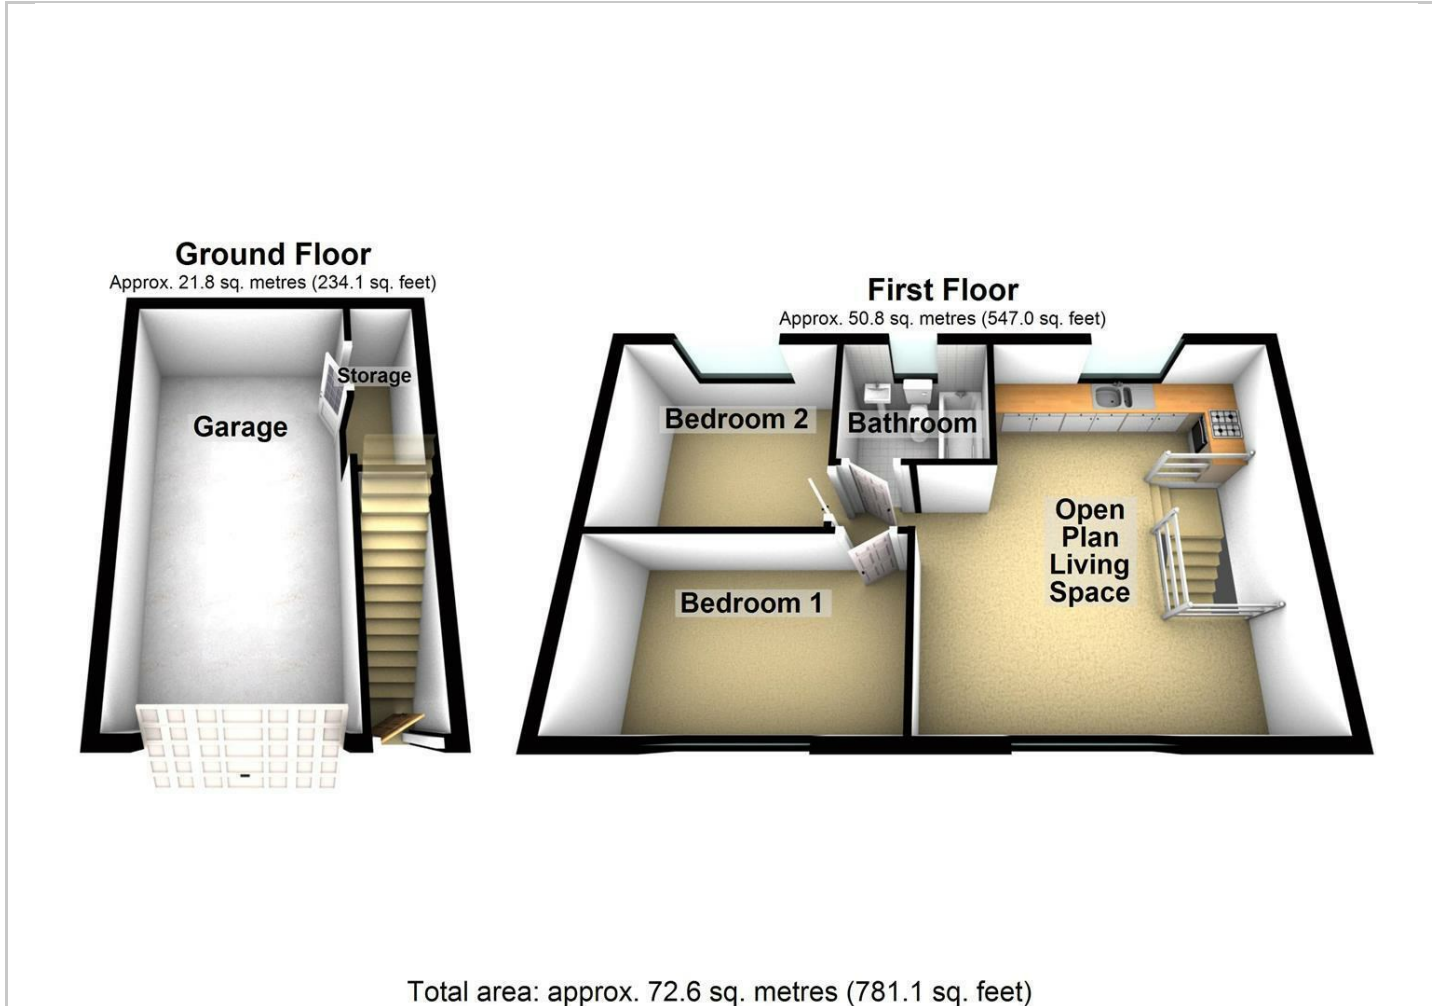 Ground Floor
Approx. 21.8 sq. metres (234.1 sq. feet)
Storage
Garage
First Floor
Approx. 50.8 sq. metres (547.0 sq. feet)
Bedroom 2
Bathroom
Open
Plan
Living
Space
Bedroom 1
Total area: approx. 72.6 sq. metres (781.1 sq. feet)